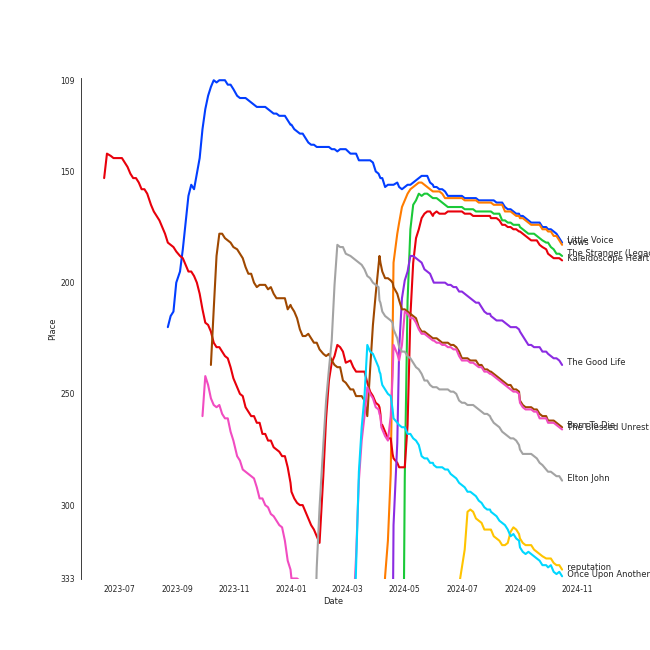 109
150
200
250
300
333
Place
2023-07
2023-09
2023-11
2024-01
2024-03
2024-05
2024-07
2024-09
2024-11
Date
Little Voice
Vows
The Stranger (Legac
Kaleidoscope Heart
The Good Life
Born To Die
The Blessed Unrest
Elton John
reputation
Once Upon Another